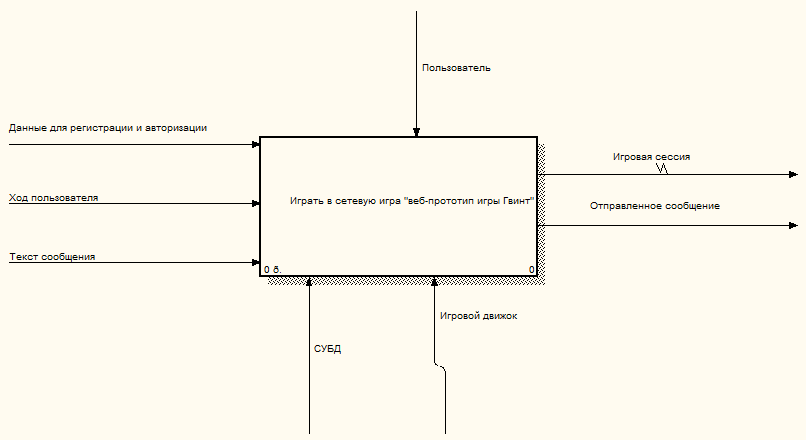 Пользователь
Данные для регистрации и авторизации
Игровая сессия
Ход пользователя
Играть в сетевую игра "веб-прототип игры Гвинт"
Отправленное сообщение
Текст сообщения
0 б. 0
Игровой движок
СУБД